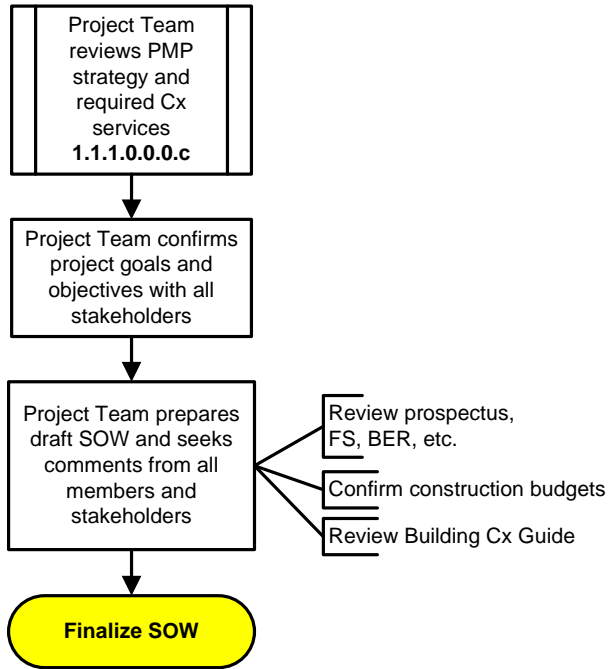 Project Team
reviews PMP
strategy and
required Cx
services
1.1.1.0.0.0.c
Project Team confirms
project goals and
objectives with all
stakeholders
Project Team prepares
draft SOW and seeks
comments from all
members and
stakeholders
Review prospectus,
FS, BER, etc.
Confirm construction budgets
Review Building Cx Guide
Finalize SOW